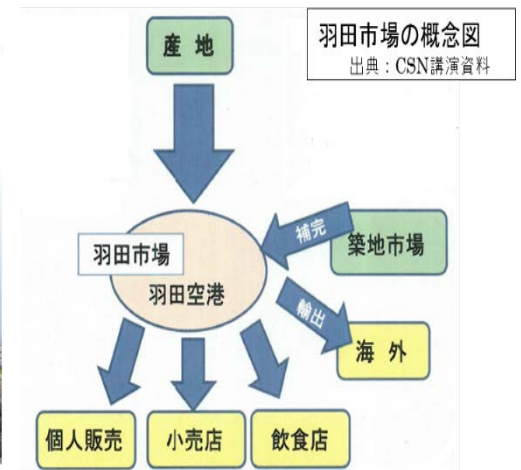 羽田市場の概念図
出典：CSN講演資料
産 地
補完
築地市場
羽田市場
羽田空港
輸出
海 外
個人販売
小売店
飲食店